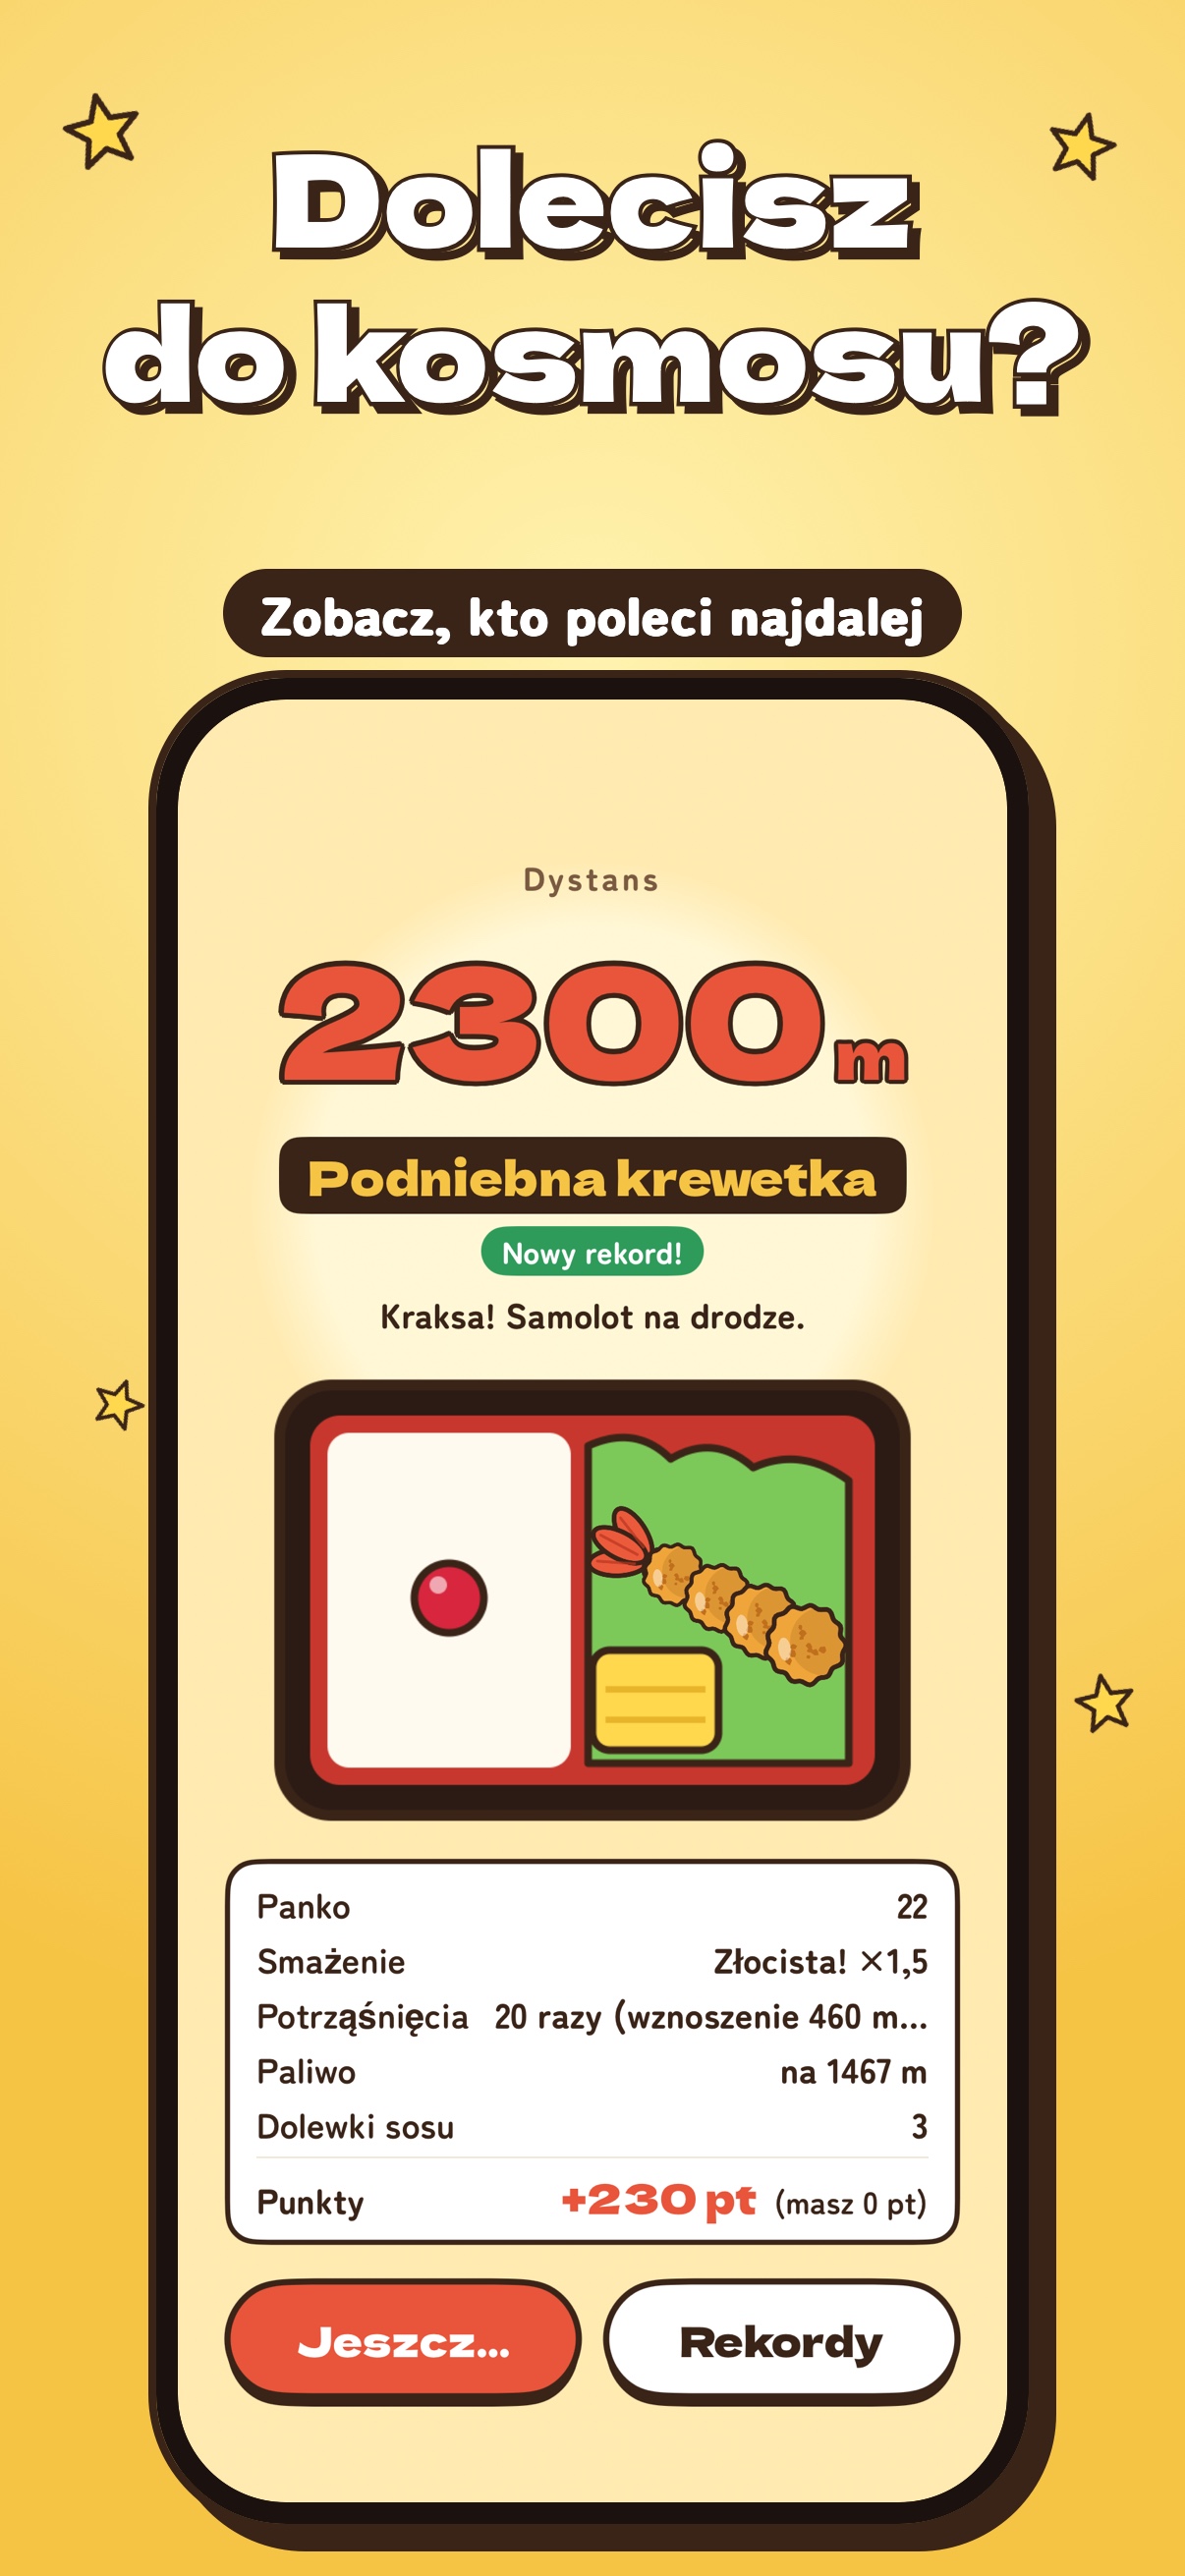 Dolecisz
do kosmosu?
Zobacz, kto poleci najdalej
Dystans
2300 m
Podniebna krewetka
Nowy rekord!
Kraksa! Samolot na drodze.
Panko 22
Smażenie Złocista! ×1,5
Potrząśnięcia 20 razy (wznoszenie 460 m...
Paliwo na 1467 m
Dolewki sosu 3
Punkty +230 pt (masz 0 pt)
Jeszcz... Rekordy